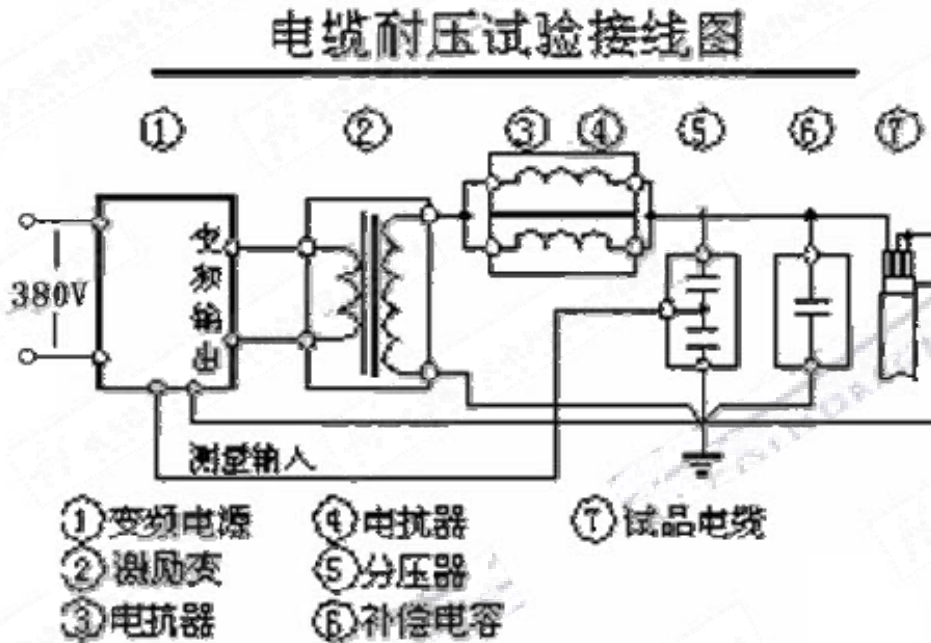 电缆耐压试验接线图
① ② ③ ④ ⑤ ⑥ ⑦
380V
变频输出
测量输入
①变频电源 ④电抗器 ⑦试品电缆
②激励变 ⑤分压器
③电抗器 ⑥补偿电容